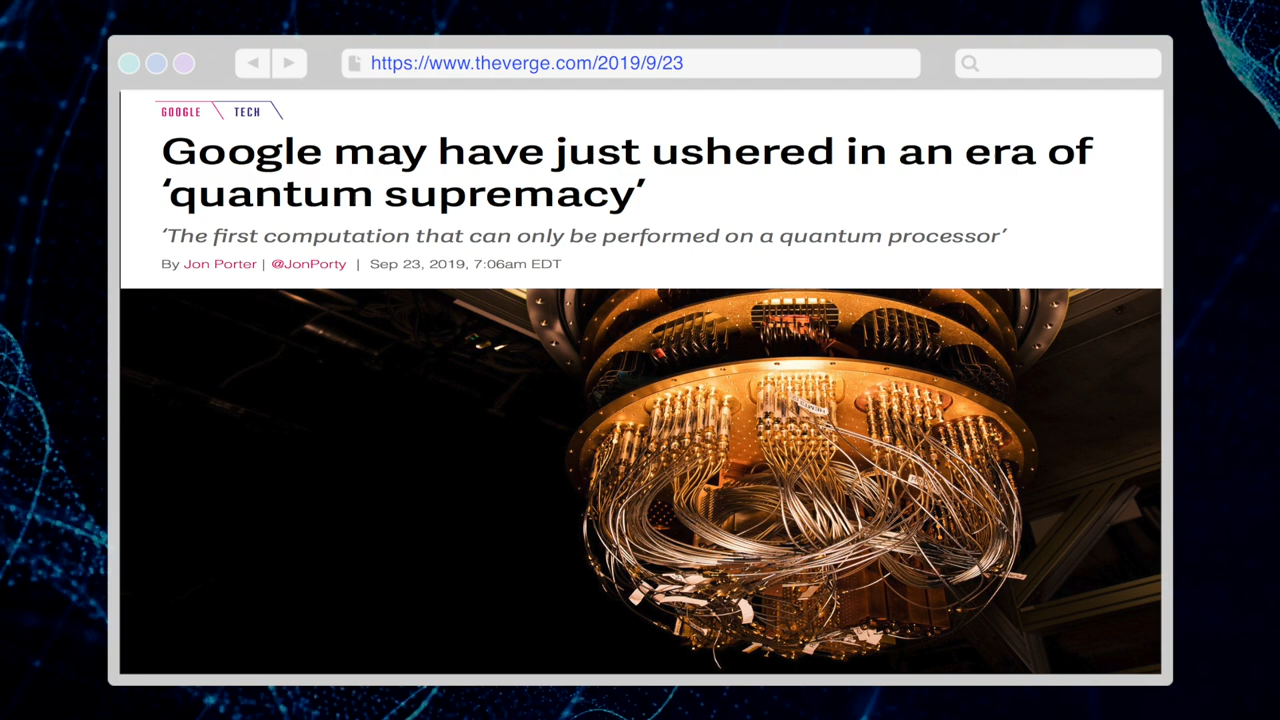 https://www.theverge.com/2019/9/23
GOOGLE TECH
Google may have just ushered in an era of
‘quantum supremacy’
‘The first computation that can only be performed on a quantum processor’
By Jon Porter | @JonPorty | Sep 23, 2019, 7:06am EDT